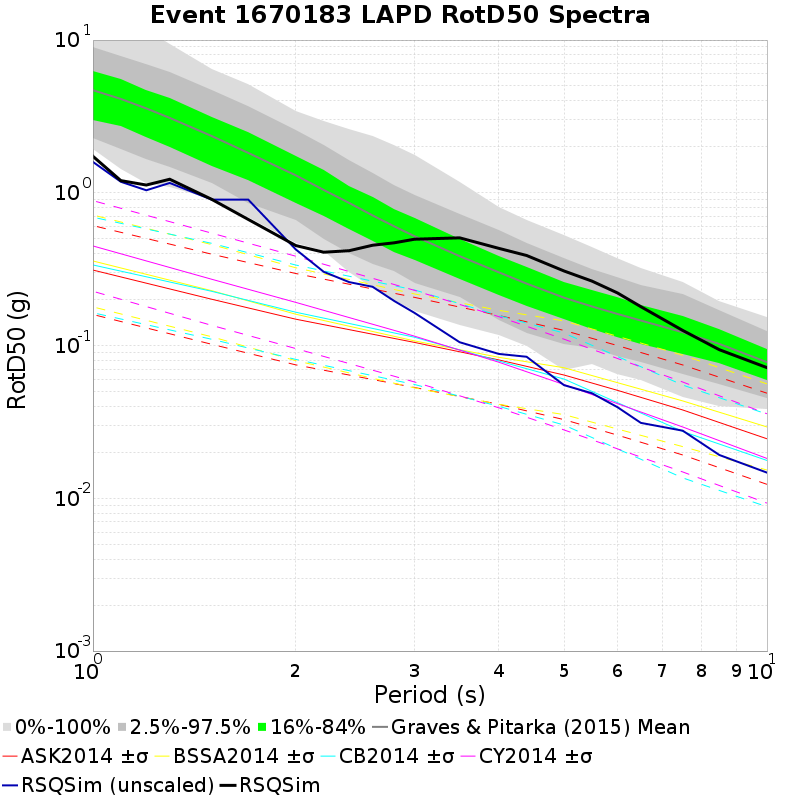 Event 1670183 LAPD RotD50 Spectra
10^1
10^0
10^-1
10^-2
10^-3
RotD50 (g)
10^0 2 3 4 5 6 7 8 9 10^1
Period (s)
0%-100% 2.5%-97.5% 16%-84% Graves & Pitarka (2015) Mean
ASK2014 ±σ BSSA2014 ±σ CB2014 ±σ CY2014 ±σ
RSQSim (unscaled) RSQSim